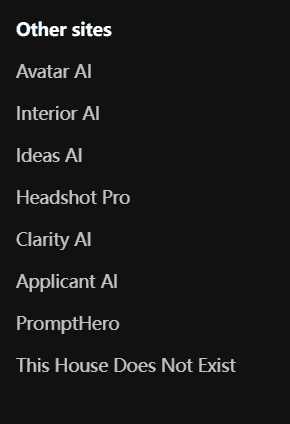 Other sites
Avatar AI
Interior AI
Ideas AI
Headshot Pro
Clarity AI
Applicant AI
PromptHero
This House Does Not Exist